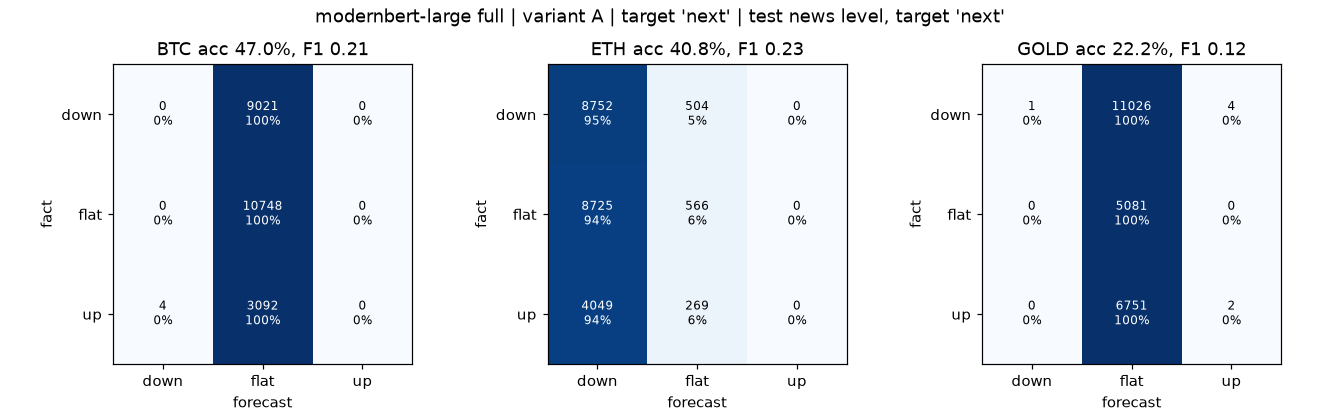 modernbert-large full | variant A | target 'next' | test news level, target 'next'
BTC acc 47.0%, F1 0.21
fact
down
flat
up
0
0%
9021
100%
0
0%
0
0%
10748
100%
0
0%
4
0%
3092
100%
0
0%
down
flat
up
forecast
ETH acc 40.8%, F1 0.23
fact
down
flat
up
8752
95%
504
5%
0
0%
8725
94%
566
6%
0
0%
4049
94%
269
6%
0
0%
down
flat
up
forecast
GOLD acc 22.2%, F1 0.12
fact
down
flat
up
1
0%
11026
100%
4
0%
0
0%
5081
100%
0
0%
0
0%
6751
100%
2
0%
down
flat
up
forecast